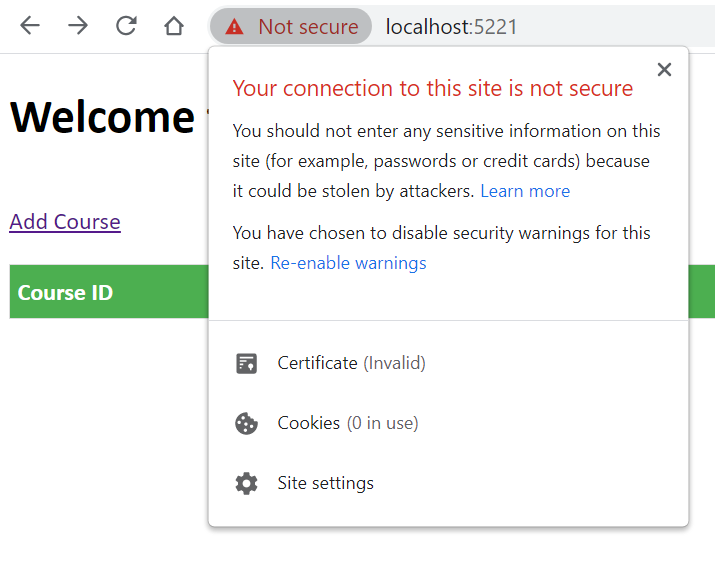 Not secure localhost:5221
Your connection to this site is not secure
Welcome
You should not enter any sensitive information on this
site (for example, passwords or credit cards) because
it could be stolen by attackers. Learn more
Add Course
You have chosen to disable security warnings for this
site. Re-enable warnings
Course ID
Certificate (Invalid)
Cookies (0 in use)
Site settings